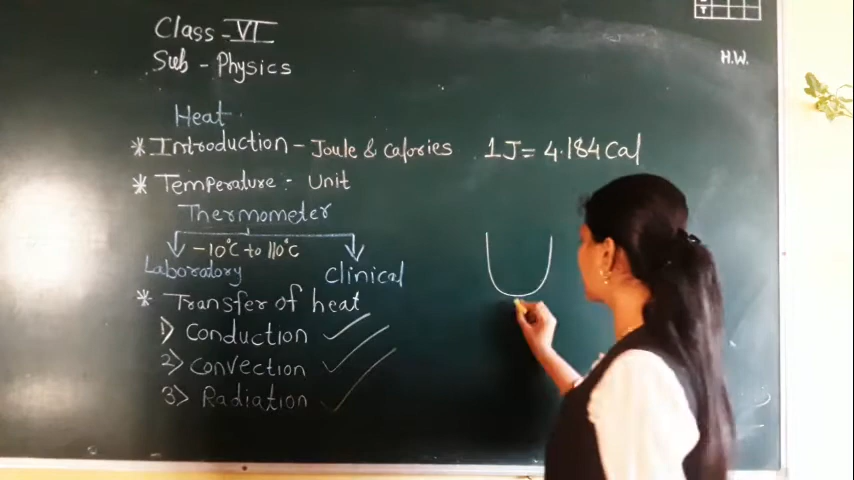 Class - VI
Sub - Physics
H.W.
Heat
* Introduction - Joule & Calories 1J = 4.184 Cal
* Temperature : Unit
Thermometer
-10°C to 110°C
Laboratory Clinical
* Transfer of heat
1> Conduction
2> Convection
3> Radiation